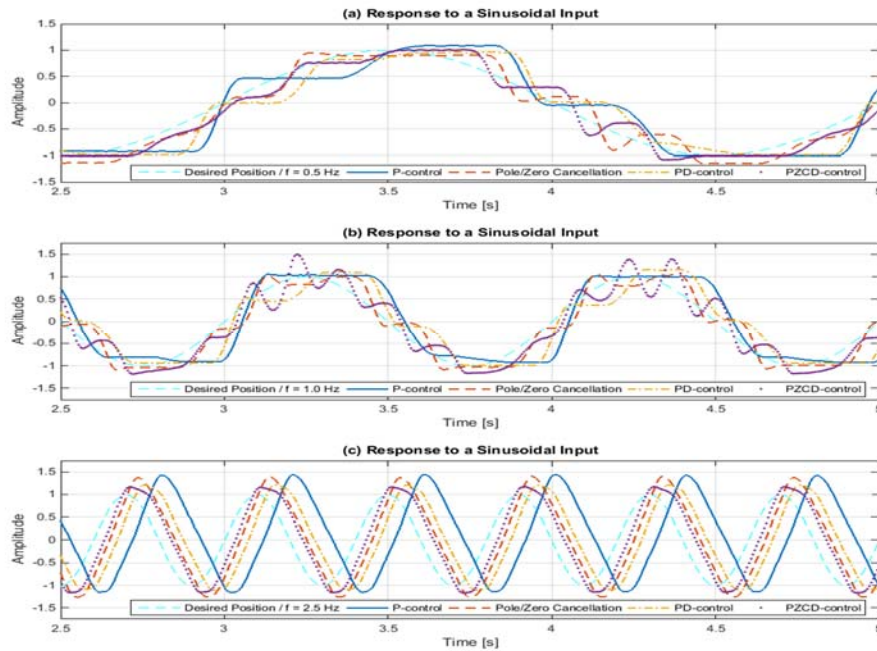 (a) Response to a Sinusoidal Input
1.5
1
0.5
0
-0.5
-1
-1.5
Amplitude
Desired Position / f = 0.5 Hz P-control Pole/Zero Cancellation PD-control PZCD-control
2.5 3 3.5 4 4.5 5
Time [s]
(b) Response to a Sinusoidal Input
1.5
1
0.5
0
-0.5
-1
-1.5
Amplitude
Desired Position / f = 1.0 Hz P-control Pole/Zero Cancellation PD-control PZCD-control
2.5 3 3.5 4 4.5 5
Time [s]
(c) Response to a Sinusoidal Input
1.5
1
0.5
0
-0.5
-1
-1.5
Amplitude
Desired Position / f = 2.5 Hz P-control Pole/Zero Cancellation PD-control PZCD-control
2.5 3 3.5 4 4.5
Time [s]